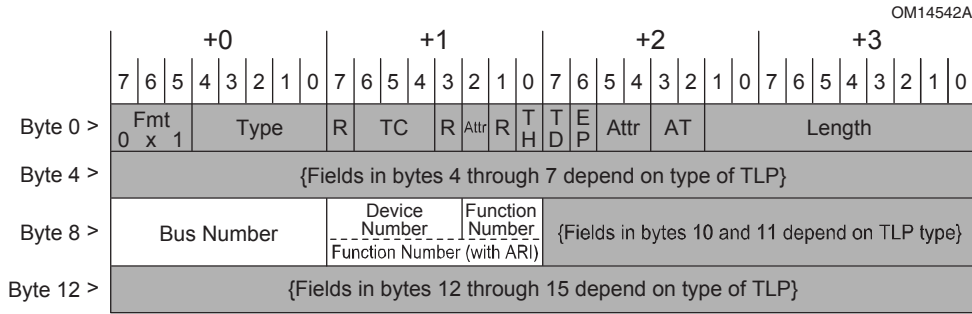 OM14542A
+0 +1 +2 +3
7 6 5 4 3 2 1 0 7 6 5 4 3 2 1 0 7 6 5 4 3 2 1 0 7 6 5 4 3 2 1 0
Byte 0 > Fmt 0 x 1 Type R TC R Attr R TH TD EP Attr AT Length
Byte 4 > {Fields in bytes 4 through 7 depend on type of TLP}
Byte 8 > Bus Number Device Number Function Number {Fields in bytes 10 and 11 depend on TLP type}
Function Number (with ARI)
Byte 12 > {Fields in bytes 12 through 15 depend on type of TLP}